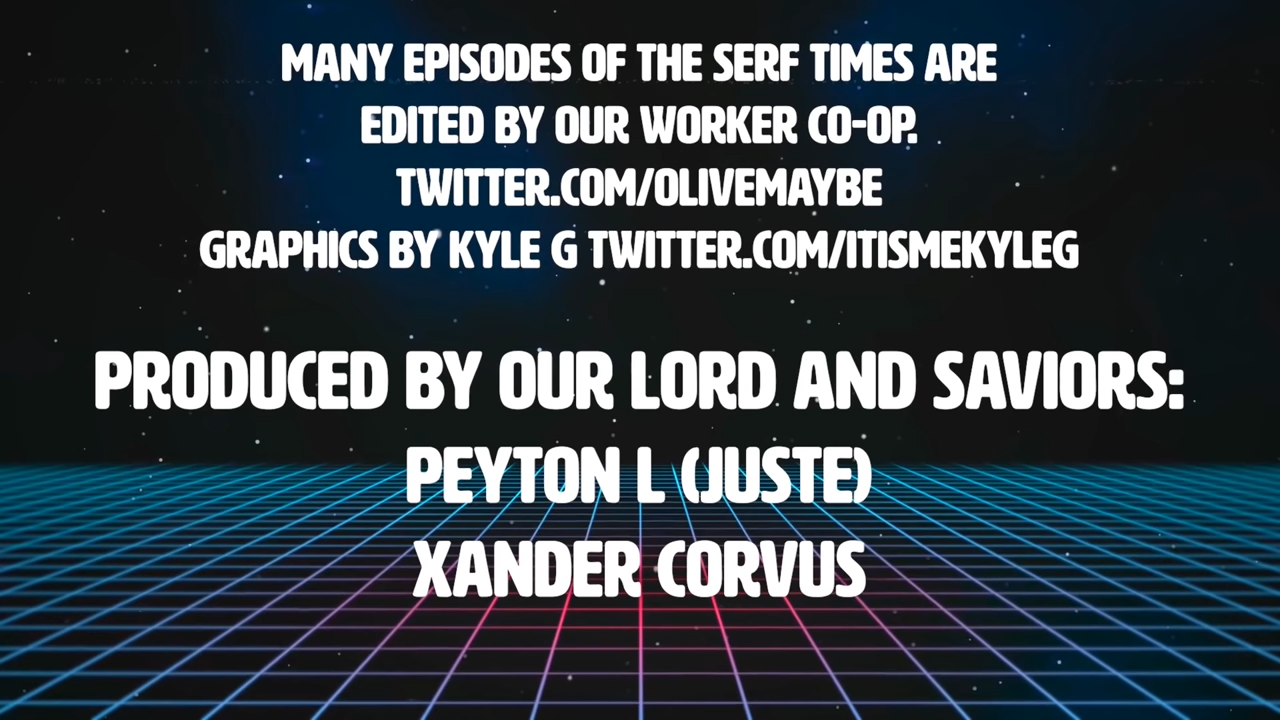 MANY EPISODES OF THE SERF TIMES ARE
EDITED BY OUR WORKER CO-OP.
TWITTER.COM/OLIVEMAYBE
GRAPHICS BY KYLE G TWITTER.COM/ITISMEKYLEG
PRODUCED BY OUR LORD AND SAVIORS:
PEYTON L (JUSTE)
XANDER CORVUS